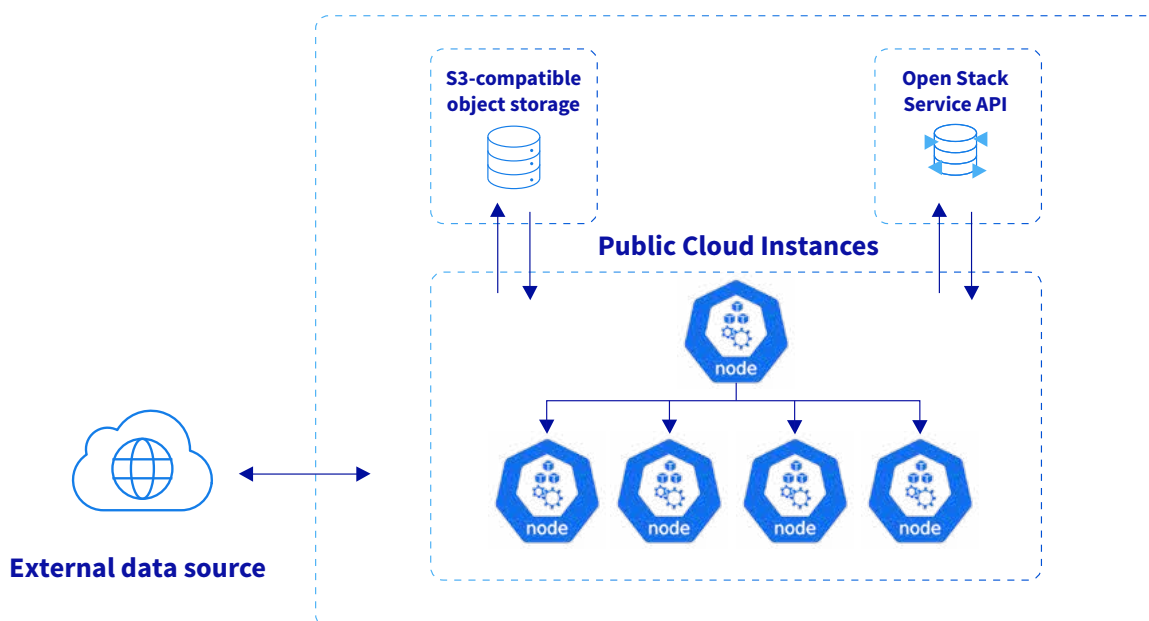 S3-compatible
object storage
Open Stack
Service API
Public Cloud Instances
node
node
node
node
node
External data source